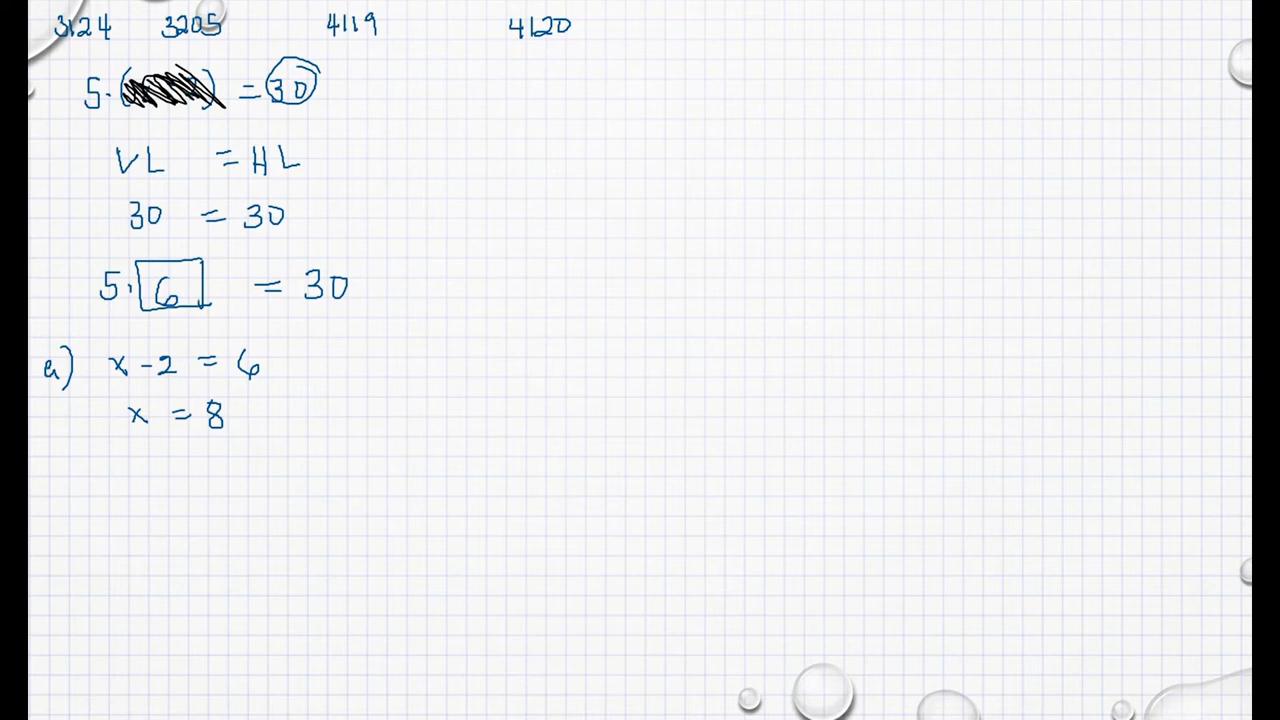 3124 3205 4119 4120
5·( ) = 30
VL = HL
30 = 30
5· 6 = 30
a) x - 2 = 6
x = 8